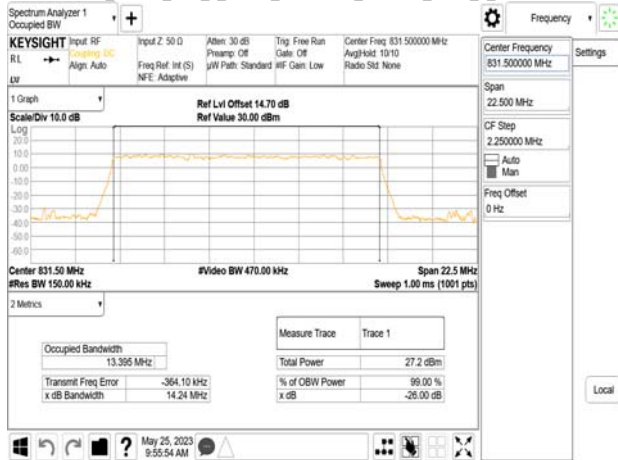 Spectrum Analyzer 1
Occupied BW
Frequency
KEYSIGHT
RL
LXI
Input: RF
Coupling: DC
Align: Auto
Input Z: 50 Ω
Freq Ref: Int (S)
NFE: Adaptive
Atten: 30 dB
Preamp: Off
µW Path: Standard
Trig: Free Run
Gate: Off
#IF Gain: Low
Center Freq: 831.500000 MHz
Avg|Hold: 10/10
Radio Std: None
Center Frequency
831.500000 MHz
Settings
Span
22.500 MHz
CF Step
2.250000 MHz
Auto
Man
Freq Offset
0 Hz
Local
1 Graph
Scale/Div 10.0 dB
Ref Lvl Offset 14.70 dB
Ref Value 30.00 dBm
Log
20.0
10.0
0.00
-10.0
-20.0
-30.0
-40.0
-50.0
-60.0
Center 831.50 MHz
#Res BW 150.00 kHz
#Video BW 470.00 kHz
Span 22.5 MHz
Sweep 1.00 ms (1001 pts)
2 Metrics
Measure Trace Trace 1
Occupied Bandwidth
13.395 MHz
Total Power 27.2 dBm
Transmit Freq Error -364.10 kHz
% of OBW Power 99.00 %
x dB Bandwidth 14.24 MHz
x dB -26.00 dB
May 25, 2023
9:55:54 AM